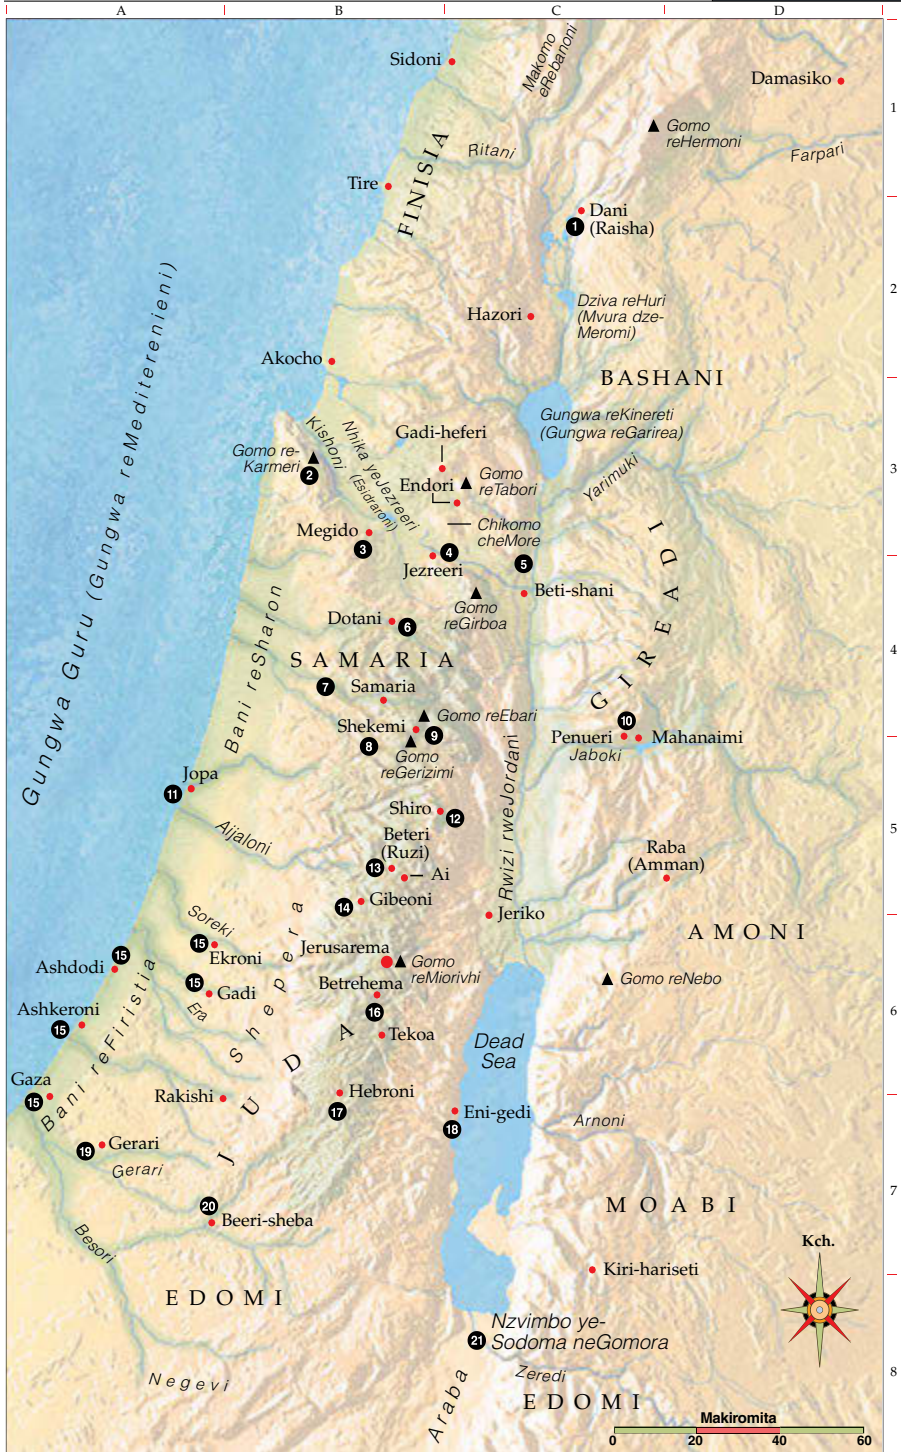 A
B
C
D
1
2
3
4
5
6
7
8
Sidoni
Makomo
eRebanoni
Damasiko
Gomo
reHermoni
Ritani
Farpari
Tire
FINISIA
Dani
(Raisha)
1
Dziva reHuri
(Mvura dze-
Meromi)
Hazori
Akocho
BASHANI
Gungwa Guru (Gungwa reMediterenieni)
Gungwa reKinereti
(Gungwa reGarirea)
Gadi-heferi
Kishoni
Nhika yeJezreeri
(Esidraroni)
Gomo re-
Karmeri
2
Gomo
reTabori
Endori
Yarimuki
Chikomo
cheMore
Megido
3
4
Jezreeri
5
Beti-shani
Gomo
reGirboa
GIREADI
Dotani
6
SAMARIA
7
Samaria
Bani reSharon
Gomo reEbari
Shekemi
8
9
Gomo
reGerizimi
10
Penueri
Mahanaimi
Jaboki
Rwizi rweJordani
Jopa
11
Shiro
12
Aijaloni
Beteri
(Ruzi)
13
Ai
Raba
(Amman)
14
Gibeoni
Jeriko
AMONI
Soreki
15
Ekroni
Jerusarema
Gomo
reMiorivhi
Gomo reNebo
15
Ashdodi
15
Gadi
Era
Shepera
Betrehema
16
Tekoa
Ashkeroni
15
Bani reFiristia
JUDA
Dead
Sea
Gaza
15
Rakishi
Hebroni
17
Eni-gedi
18
Arnoni
19
Gerari
Gerari
20
Beeri-sheba
Besori
MOABI
Kch.
Kiri-hariseti
EDOMI
Nzvimbo ye-
Sodoma neGomora
21
Zeredi
Negevi
Araba
EDOMI
Makiromita
0
20
40
60